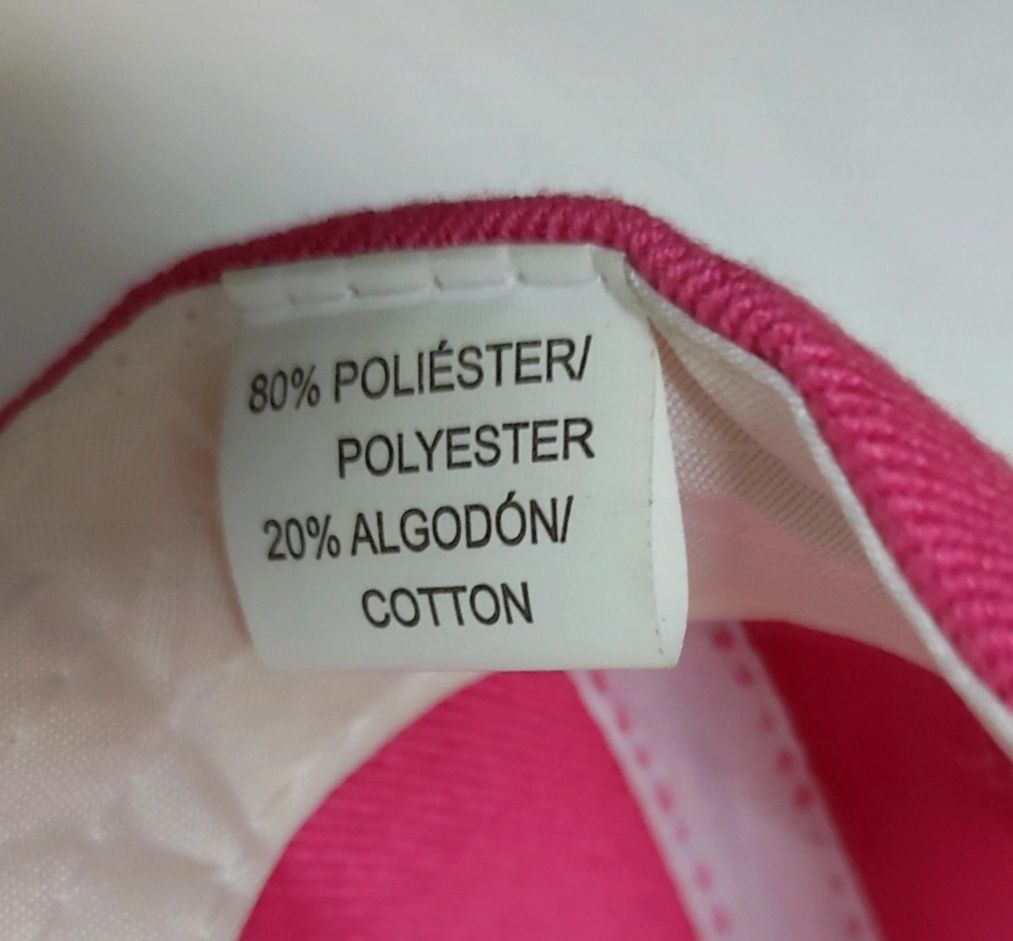 80% POLIÉSTER/
POLYESTER
20% ALGODÓN/
COTTON